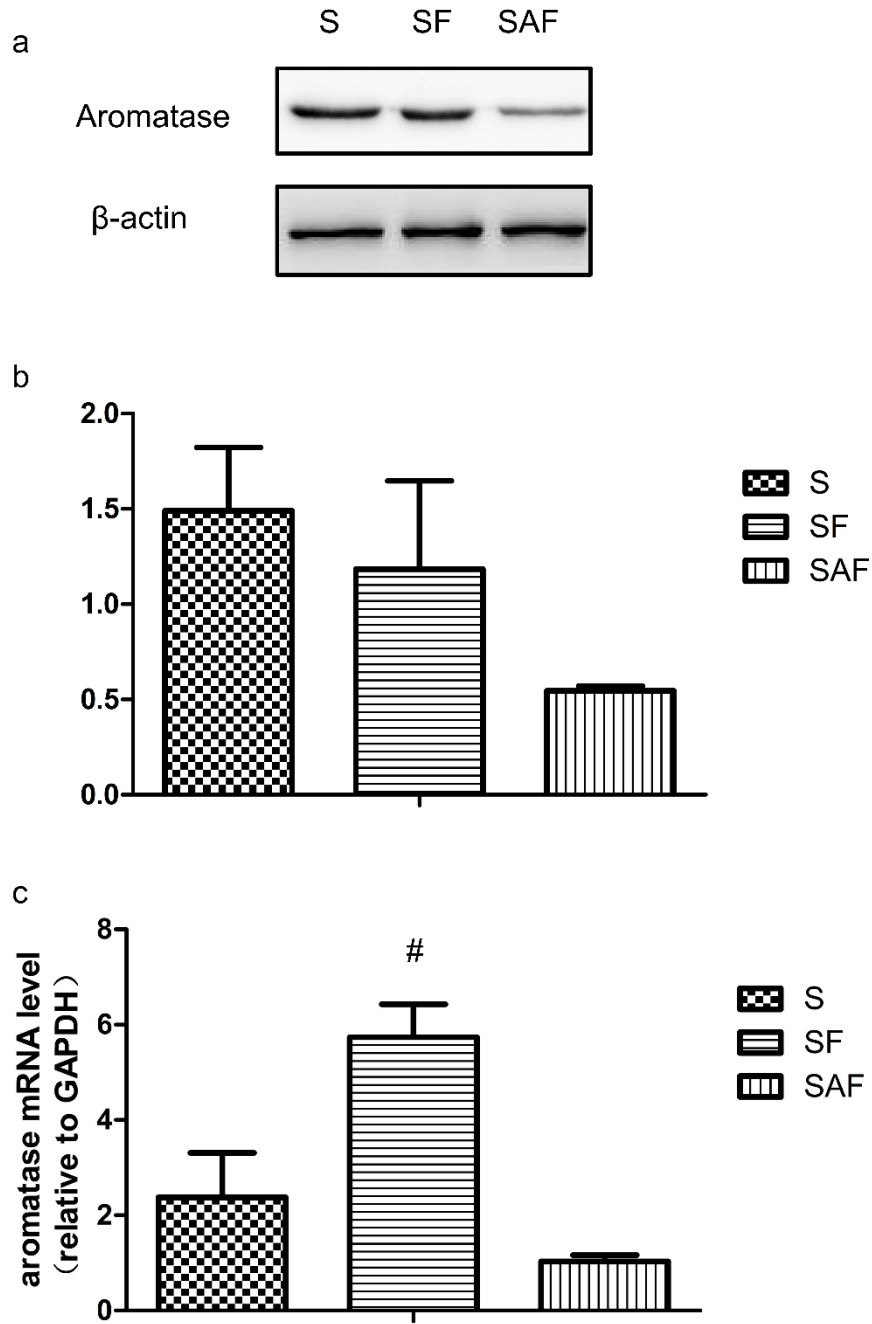 a
S SF SAF
Aromatase
β-actin
b
2.0
1.5
1.0
0.5
0.0
S
SF
SAF
c
aromatase mRNA level
（relative to GAPDH）
8
6
4
2
0
#
S
SF
SAF